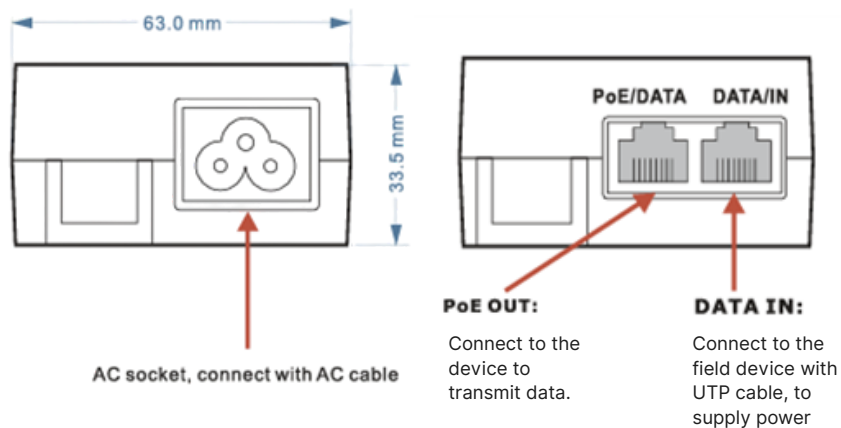 63.0 mm
33.5 mm
AC socket, connect with AC cable
PoE/DATA DATA/IN
PoE OUT:
Connect to the
device to
transmit data.
DATA IN:
Connect to the
field device with
UTP cable, to
supply power